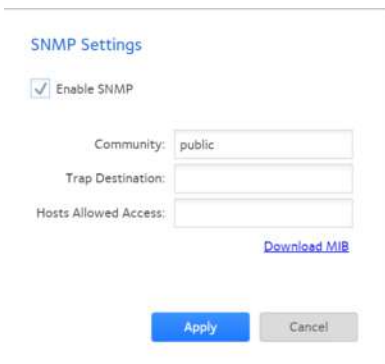 SNMP Settings
Enable SNMP
Community: public
Trap Destination:
Hosts Allowed Access:
Download MIB
Apply Cancel